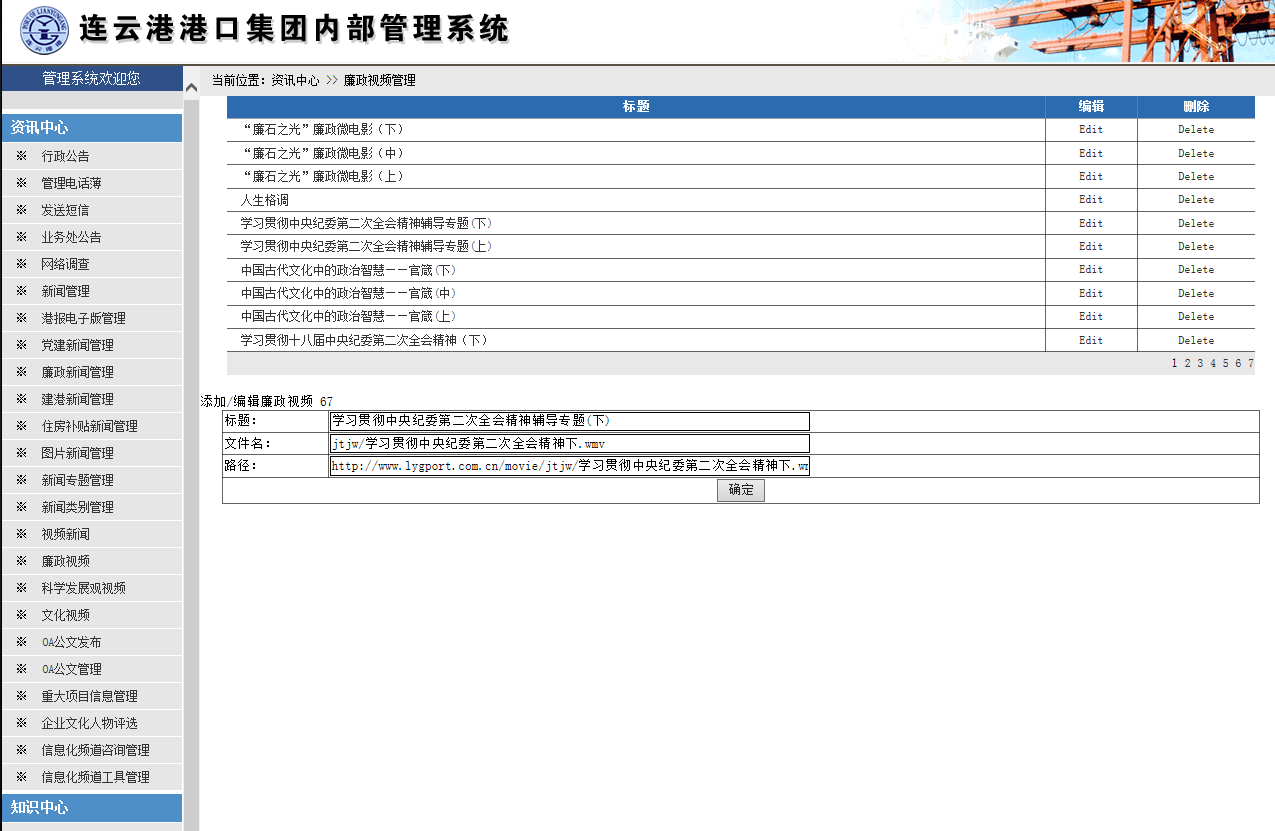 连云港港口集团内部管理系统
管理系统欢迎您
当前位置：资讯中心 >> 廉政视频管理
资讯中心
※ 行政公告
※ 管理电话薄
※ 发送短信
※ 业务处公告
※ 网络调查
※ 新闻管理
※ 港报电子版管理
※ 党建新闻管理
※ 廉政新闻管理
※ 建港新闻管理
※ 住房补贴新闻管理
※ 图片新闻管理
※ 新闻专题管理
※ 新闻类别管理
※ 视频新闻
※ 廉政视频
※ 科学发展观视频
※ 文化视频
※ OA公文发布
※ OA公文管理
※ 重大项目信息管理
※ 企业文化人物评选
※ 信息化频道咨询管理
※ 信息化频道工具管理
知识中心
标题 编辑 删除
“廉石之光”廉政微电影（下） Edit Delete
“廉石之光”廉政微电影（中） Edit Delete
“廉石之光”廉政微电影（上） Edit Delete
人生格调 Edit Delete
学习贯彻中央纪委第二次全会精神辅导专题(下) Edit Delete
学习贯彻中央纪委第二次全会精神辅导专题(上) Edit Delete
中国古代文化中的政治智慧——官箴(下) Edit Delete
中国古代文化中的政治智慧——官箴(中) Edit Delete
中国古代文化中的政治智慧——官箴(上) Edit Delete
学习贯彻十八届中央纪委第二次全会精神（下） Edit Delete
1 2 3 4 5 6 7
添加/编辑廉政视频 67
标题： 学习贯彻中央纪委第二次全会精神辅导专题(下)
文件名： jtjw/学习贯彻中央纪委第二次全会精神下.wmv
路径： http://www.lygport.com.cn/movie/jtjw/学习贯彻中央纪委第二次全会精神下.wm
确定